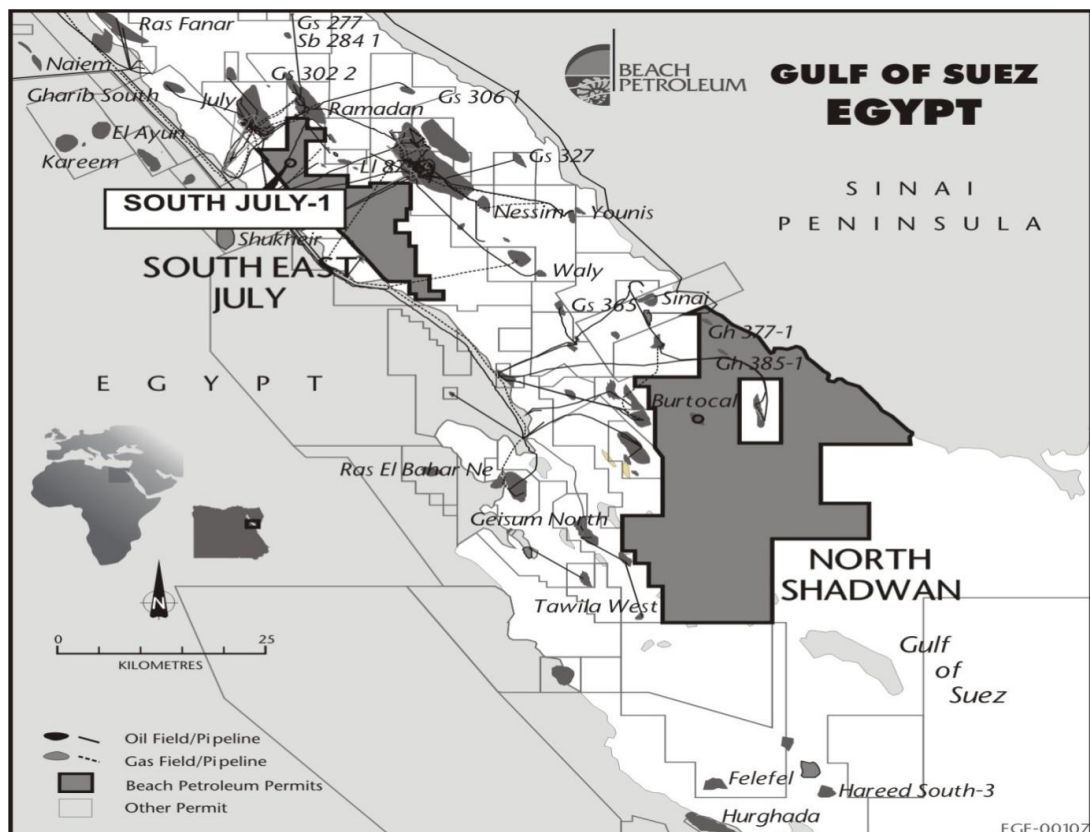 Ras Fanar
Gs 277
Sb 284 1
Naiem
Gs 302 2
Gharib South
July
Ramadan
Gs 306 1
BEACH
PETROLEUM
GULF OF SUEZ
EGYPT
El Ayun
Kareem
Gs 327
SINAI
PENINSULA
SOUTH JULY-1
Nessim
Younis
Shukheir
SOUTH EAST
JULY
Waly
Sinai
Gs 365
Gh 377-1
Gh 385-1
EGYPT
Burtocal
Ras El Bahar Ne
Geisum North
NORTH
SHADWAN
Tawila West
N
0
25
KILOMETRES
Gulf
of
Suez
Oil Field/Pipeline
Gas Field/Pipeline
Beach Petroleum Permits
Other Permit
Felefel
Hareed South-3
Hurghada